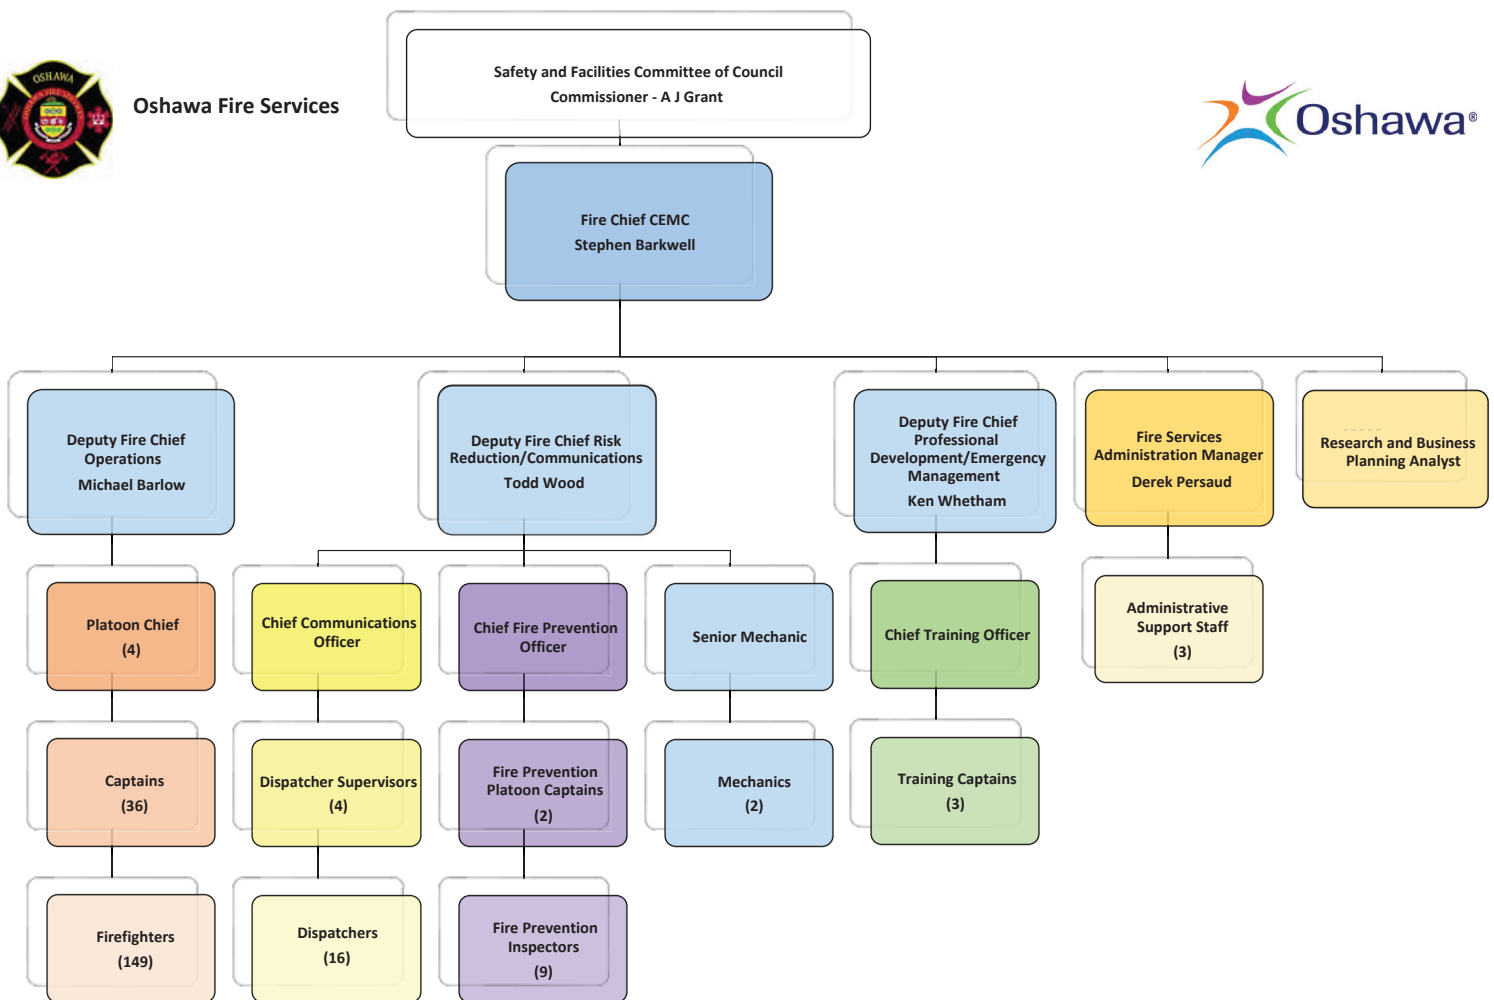 Safety and Facilities Committee of Council
Commissioner - A J Grant
OSHAWA
OSHAWA FIRE SERVICES
Oshawa Fire Services
Oshawa®
Fire Chief CEMC
Stephen Barkwell
Deputy Fire Chief
Operations
Michael Barlow
Deputy Fire Chief Risk
Reduction/Communications
Todd Wood
Deputy Fire Chief
Professional
Development/Emergency
Management
Ken Whetham
Fire Services
Administration Manager
Derek Persaud
Research and Business
Planning Analyst
Platoon Chief
(4)
Chief Communications
Officer
Chief Fire Prevention
Officer
Senior Mechanic
Chief Training Officer
Administrative
Support Staff
(3)
Captains
(36)
Dispatcher Supervisors
(4)
Fire Prevention
Platoon Captains
(2)
Mechanics
(2)
Training Captains
(3)
Firefighters
(149)
Dispatchers
(16)
Fire Prevention
Inspectors
(9)